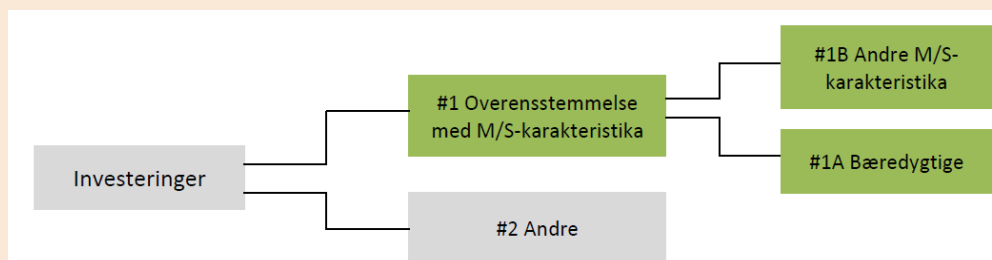 #1B Andre M/S-
karakteristika
#1 Overensstemmelse
med M/S-karakteristika
#1A Bæredygtige
Investeringer
#2 Andre